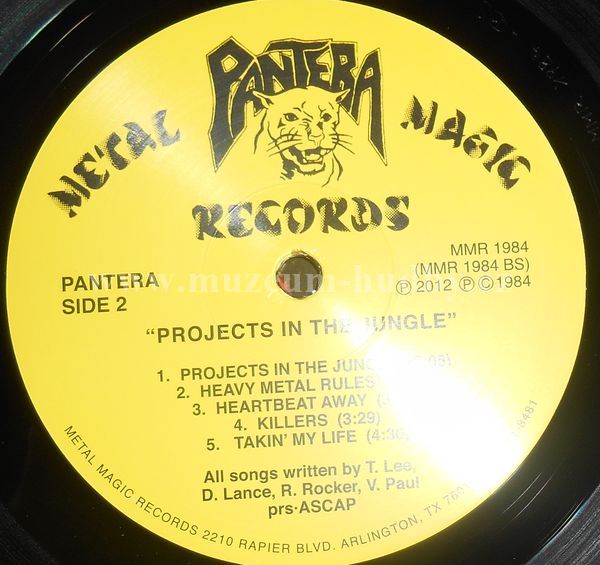 PANTERA
METAL MAGIC
RECORDS
PANTERA
SIDE 2
MMR 1984
(MMR 1984 BS)
Ⓟ 2012 Ⓟ © 1984
"PROJECTS IN THE JUNGLE"
1. PROJECTS IN THE
2. HEAVY METAL RULES
3. HEARTBEAT AWAY
4. KILLERS (3:29)
5. TAKIN' MY LIFE
All songs written by T. Lee,
D. Lance, R. Rocker, V. Paul
prs·ASCAP
METAL MAGIC RECORDS 2210 RAPIER BLVD. ARLINGTON, TX